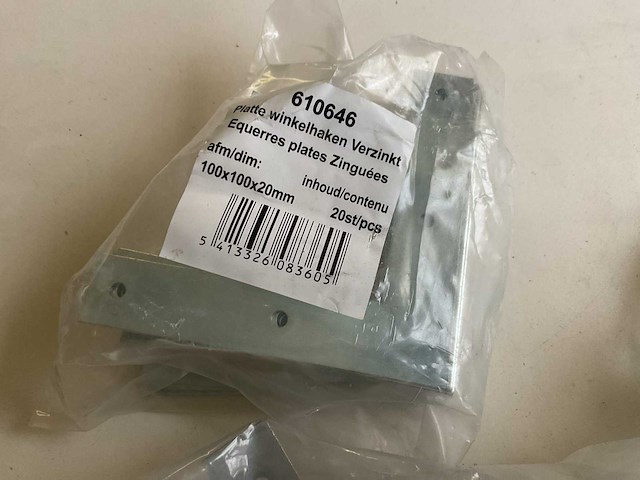 610646
Platte winkelhaken Verzinkt
Equerres plates Zinguées
afm/dim:
inhoud/contenu
100x100x20mm
20st/pcs
5 413326 083605